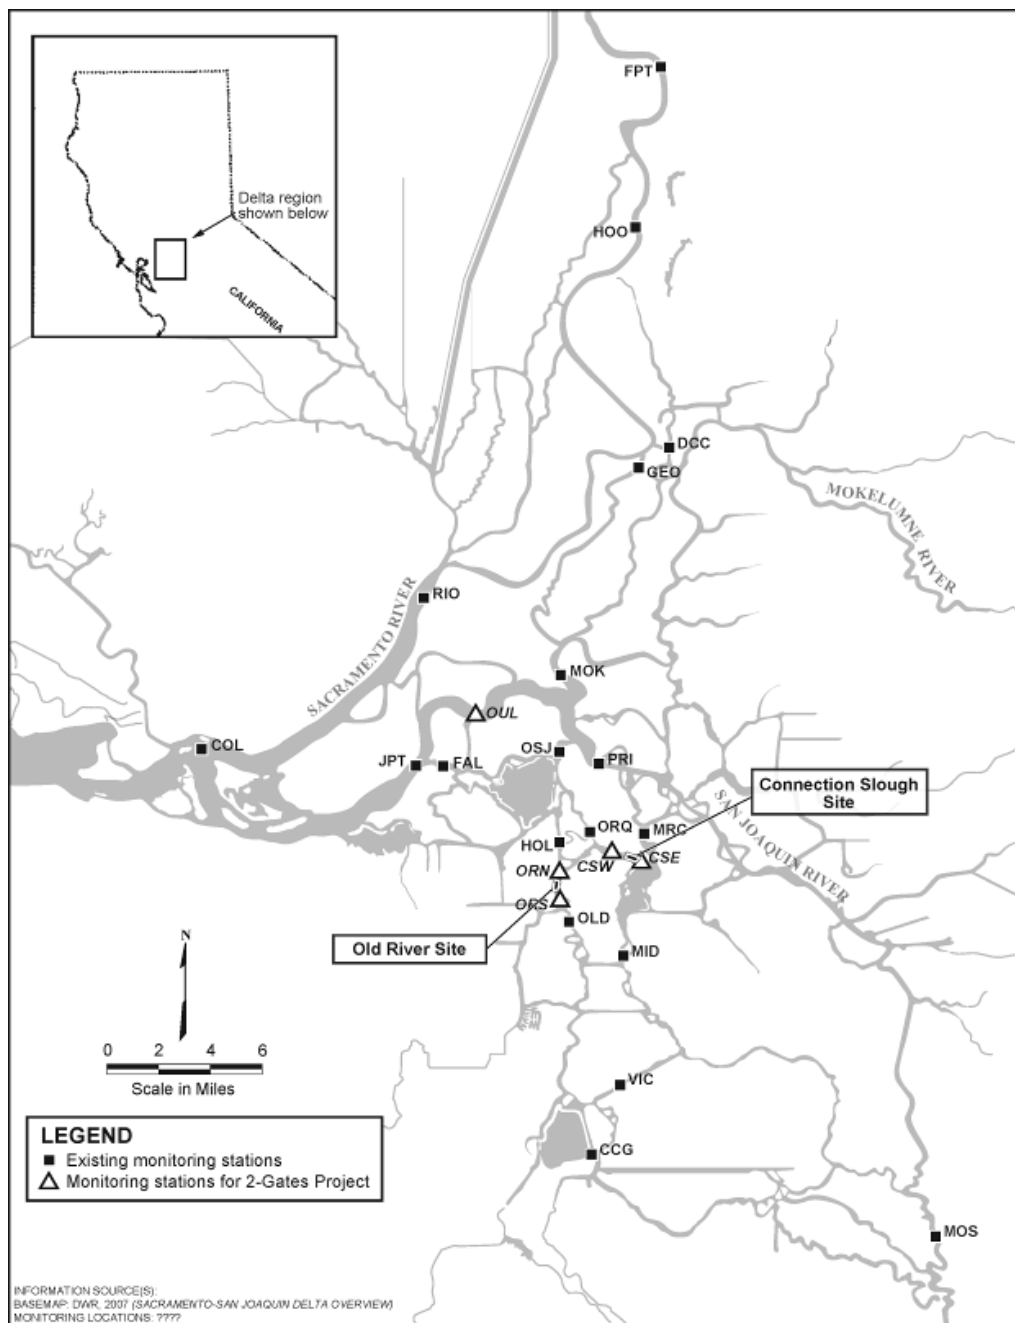 FPT
Delta region
shown below
HOO
CALIFORNIA
DCC
GEO
MOKELUMNE RIVER
RIO
SACRAMENTO RIVER
MOK
OUL
COL
OSJ
JPT
FAL
PRI
Connection Slough
Site
SAN JOAQUIN RIVER
ORQ
MRC
HOL
CSW
CSE
ORN
ORS
OLD
Old River Site
MID
N
0 2 4 6
Scale in Miles
VIC
LEGEND
Existing monitoring stations
Monitoring stations for 2-Gates Project
CCG
MOS
INFORMATION SOURCE(S):
BASEMAP: DWR, 2007 (SACRAMENTO-SAN JOAQUIN DELTA OVERVIEW)
MONITORING LOCATIONS: ????